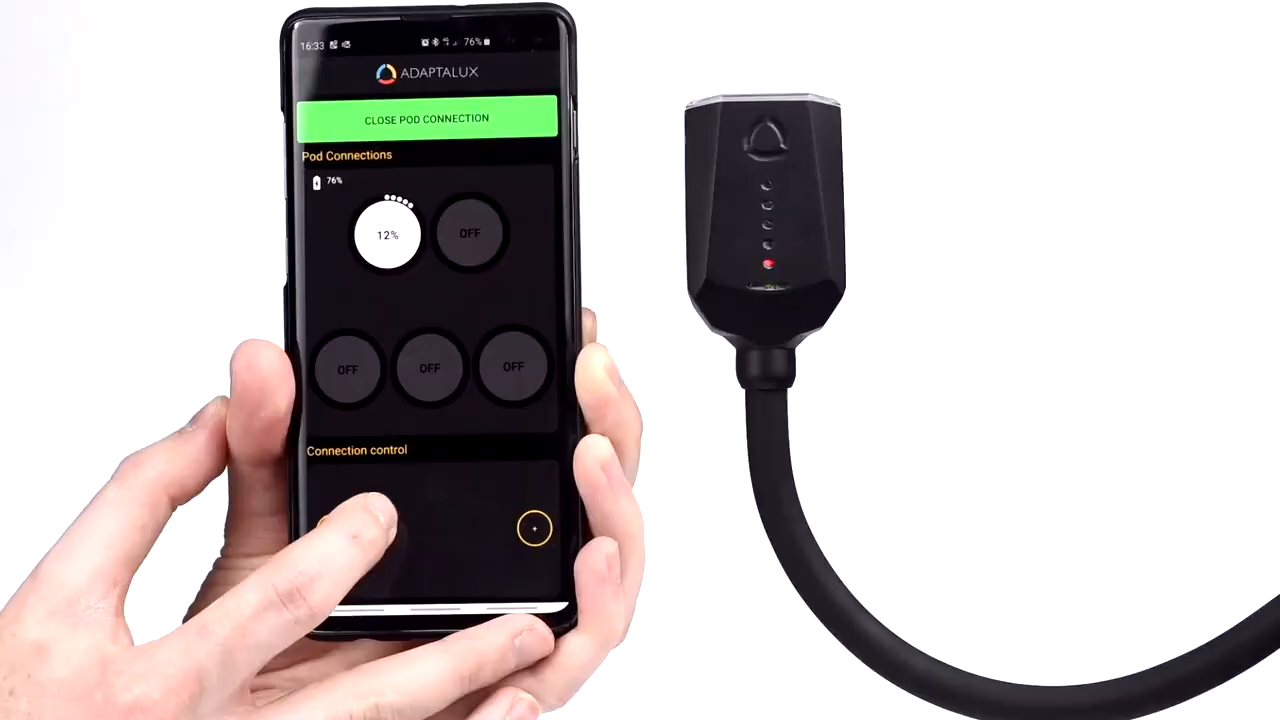 16:33 76%
ADAPTALUX
CLOSE POD CONNECTION
Pod Connections
76%
12% OFF
OFF OFF OFF
Connection control
+